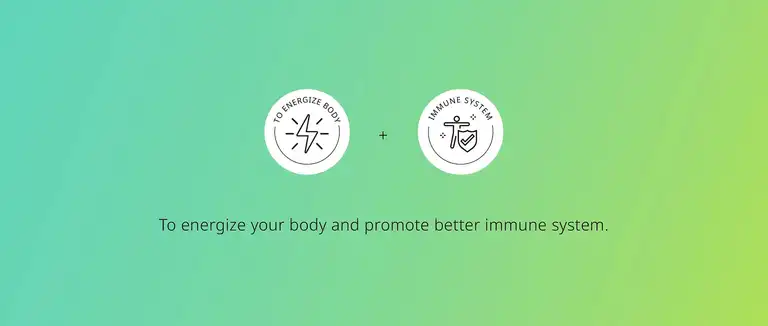 TO ENERGIZE BODY
+
IMMUNE SYSTEM
To energize your body and promote better immune system.